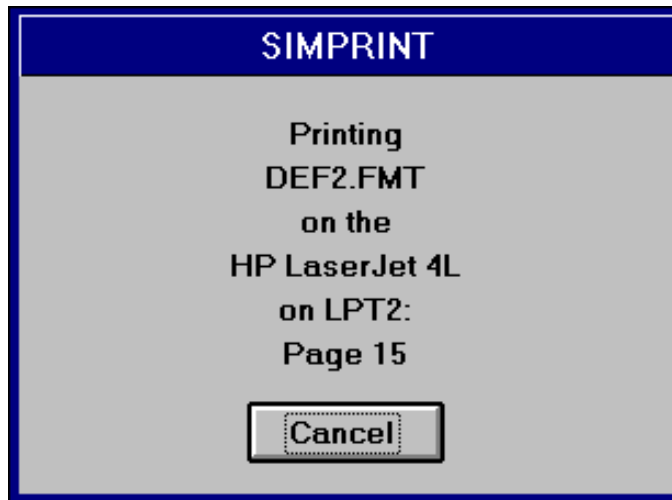 SIMPRINT
Printing
DEF2.FMT
on the
HP LaserJet 4L
on LPT2:
Page 15
Cancel